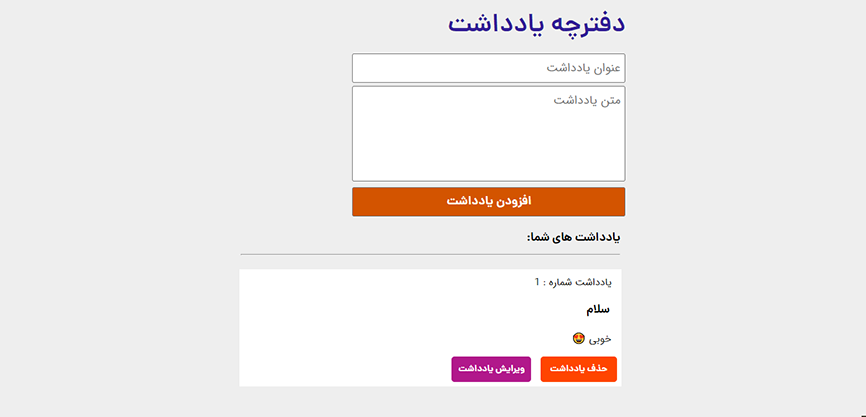 دفترچه یادداشت
عنوان یادداشت
متن یادداشت
افزودن یادداشت
یادداشت های شما:
یادداشت شماره : 1
سلام
خوبی 😍
حذف یادداشت ویرایش یادداشت